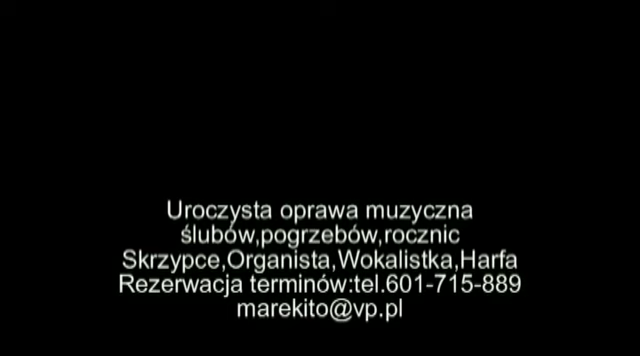 Uroczysta oprawa muzyczna
ślubów,pogrzebów,rocznic
Skrzypce,Organista,Wokalistka,Harfa
Rezerwacja terminów:tel.601-715-889
marekito@vp.pl